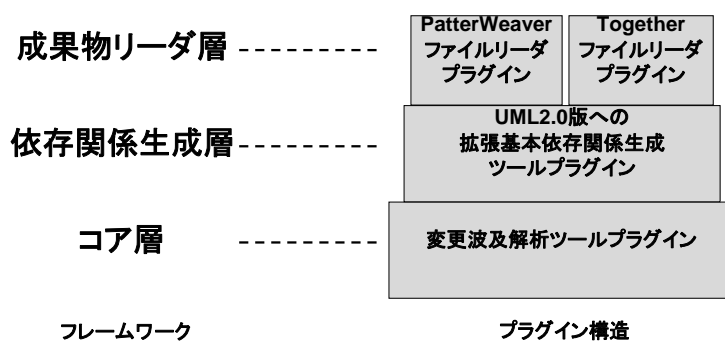 成果物リーダ層
PatterWeaver
ファイルリーダ
プラグイン
Together
ファイルリーダ
プラグイン
依存関係生成層
UML2.0版への
拡張基本依存関係生成
ツールプラグイン
コア層
変更波及解析ツールプラグイン
フレームワーク
プラグイン構造